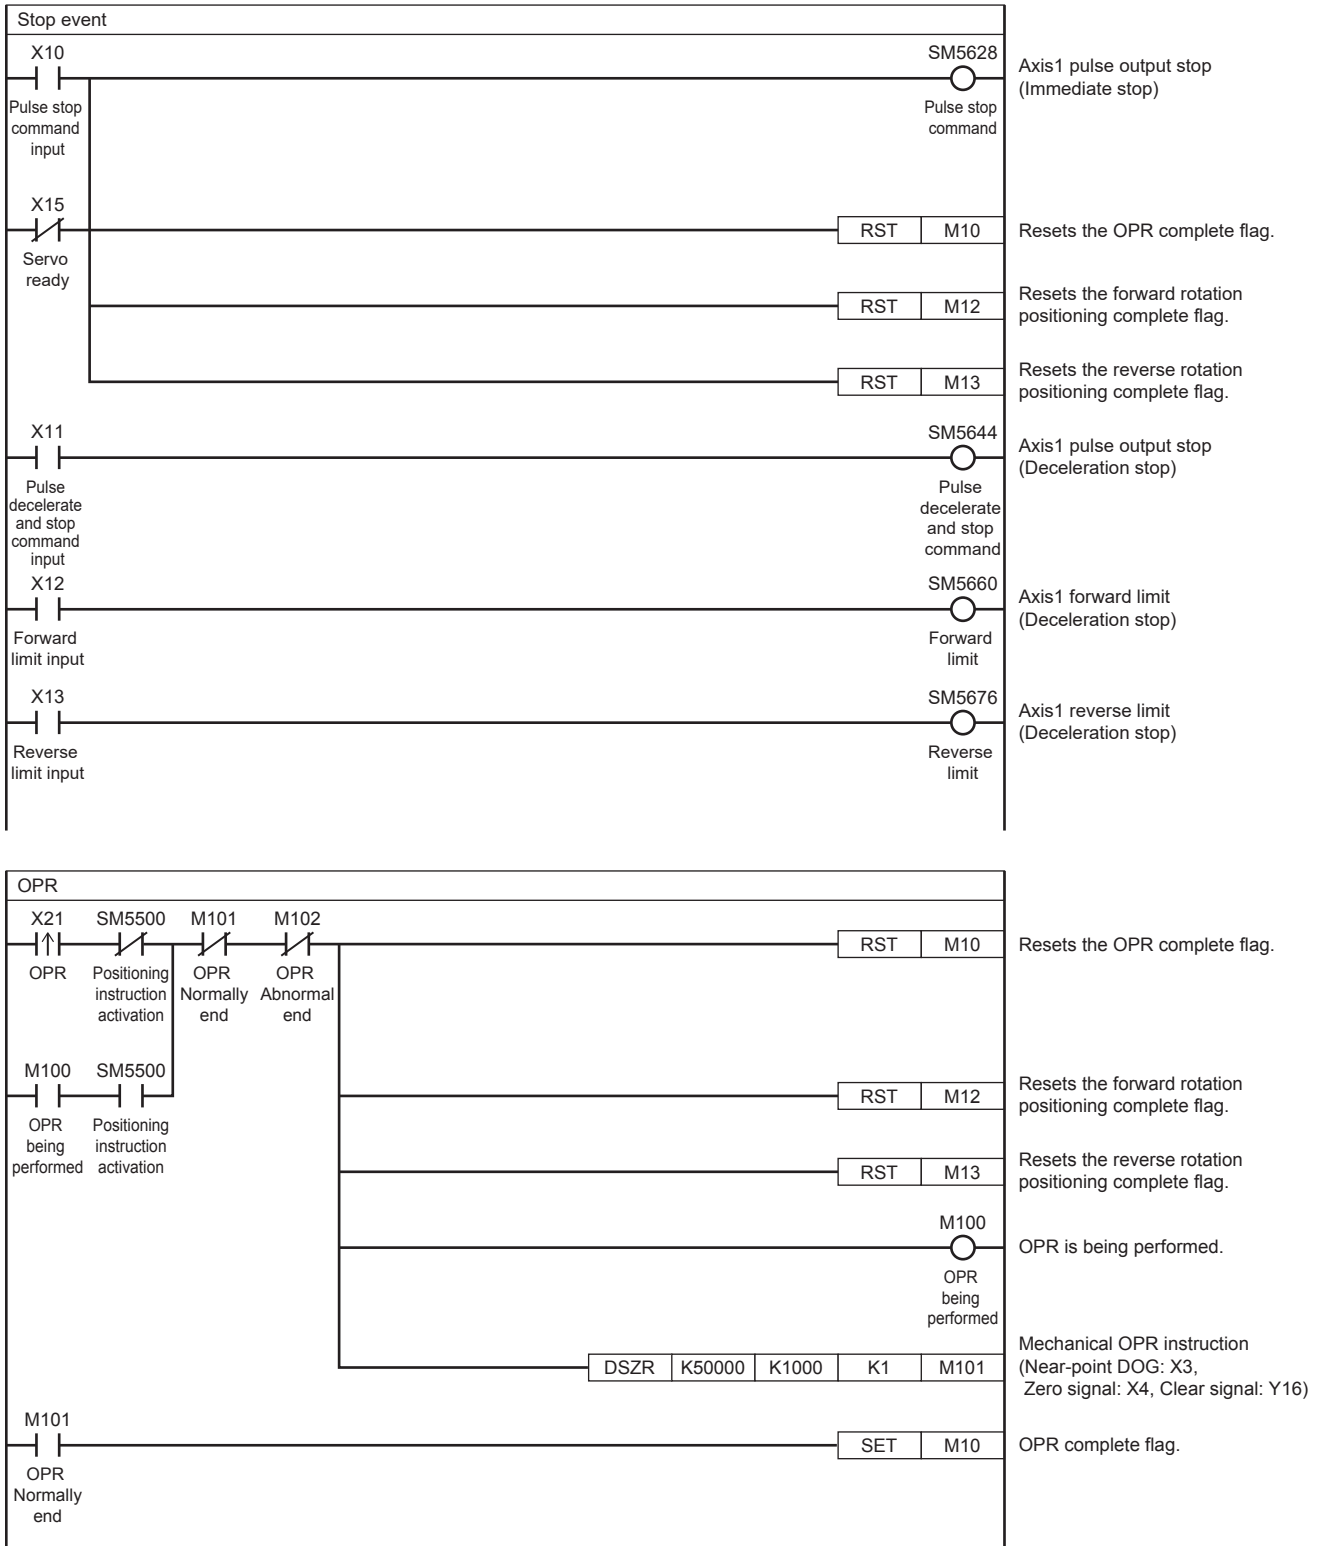 Stop event
X10
SM5628
Axis1 pulse output stop
(Immediate stop)
Pulse stop
command
input
Pulse stop
command
X15
RST M10
Resets the OPR complete flag.
Servo
ready
RST M12
Resets the forward rotation
positioning complete flag.
RST M13
Resets the reverse rotation
positioning complete flag.
X11
SM5644
Axis1 pulse output stop
(Deceleration stop)
Pulse
decelerate
and stop
command
input
Pulse
decelerate
and stop
command
X12
SM5660
Axis1 forward limit
(Deceleration stop)
Forward
limit input
Forward
limit
X13
SM5676
Axis1 reverse limit
(Deceleration stop)
Reverse
limit input
Reverse
limit
OPR
X21 SM5500 M101 M102
RST M10
Resets the OPR complete flag.
OPR
Positioning
instruction
activation
OPR
Normally
end
OPR
Abnormal
end
M100 SM5500
RST M12
Resets the forward rotation
positioning complete flag.
OPR
being
performed
Positioning
instruction
activation
RST M13
Resets the reverse rotation
positioning complete flag.
M100
OPR is being performed.
OPR
being
performed
DSZR K50000 K1000 K1 M101
Mechanical OPR instruction
(Near-point DOG: X3,
Zero signal: X4, Clear signal: Y16)
M101
SET M10
OPR complete flag.
OPR
Normally
end